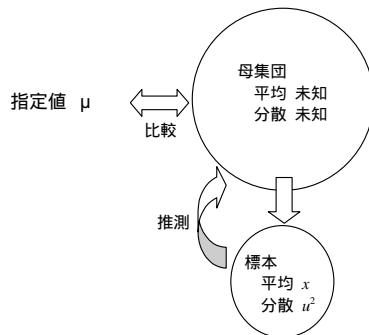 母集団
平均 未知
分散 未知
指定値 μ
比較
推測
標本
平均 x
分散 u²